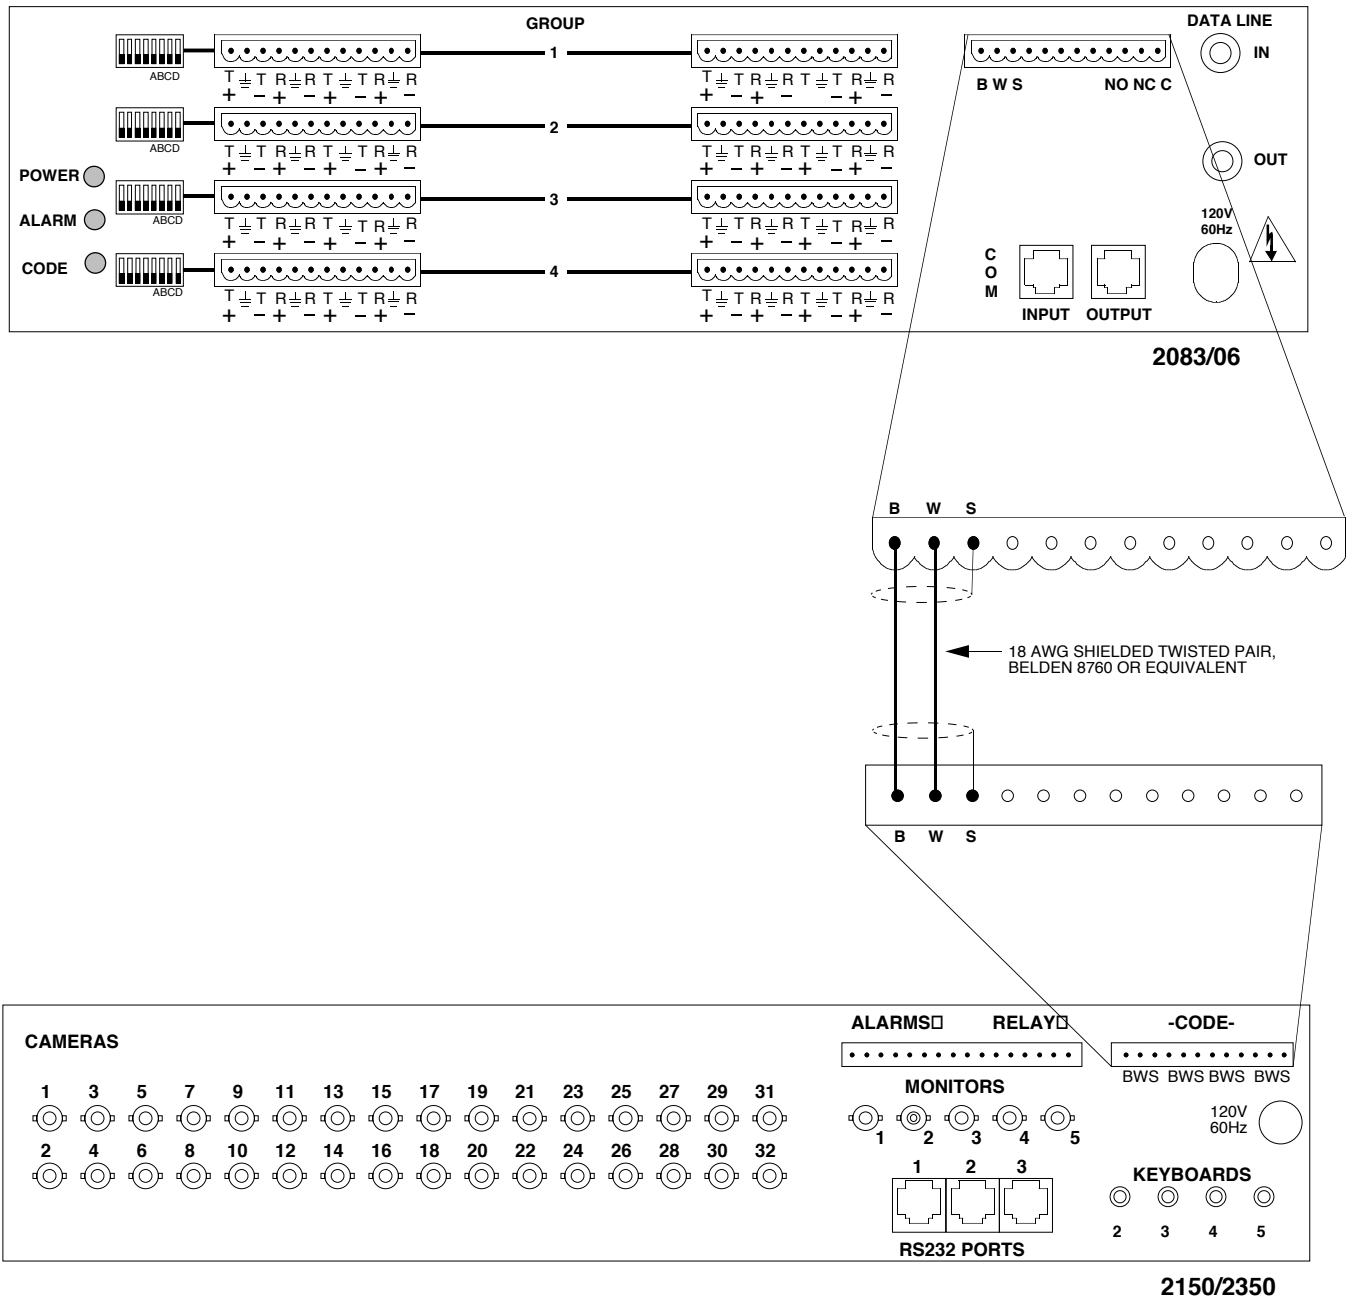 GROUP
DATA LINE
1
IN
ABCD
T T R R T T R R
+ − + − + − + −
T T R R T T T R R
+ − + − − + −
B W S NO NC C
2
ABCD
T T R R T T R R
+ − + − + − + −
T T R R T T R R
+ − + − + − + −
OUT
POWER
3
ABCD
T T R R T T R R
+ − + − + − + −
T T R R T T R R
+ − + − + − + −
120V
60Hz
ALARM
CODE
4
ABCD
T T R R T T R R
+ − + − + − + −
T T R R T T R R
+ − + − + − + −
COM
INPUT OUTPUT
2083/06
B W S
18 AWG SHIELDED TWISTED PAIR,
BELDEN 8760 OR EQUIVALENT
B W S
ALARMS RELAY -CODE-
CAMERAS
BWS BWS BWS BWS
MONITORS
1 3 5 7 9 11 13 15 17 19 21 23 25 27 29 31
120V
60Hz
1 2 3 4 5
2 4 6 8 10 12 14 16 18 20 22 24 26 28 30 32
1 2 3
KEYBOARDS
2 3 4 5
RS232 PORTS
2150/2350